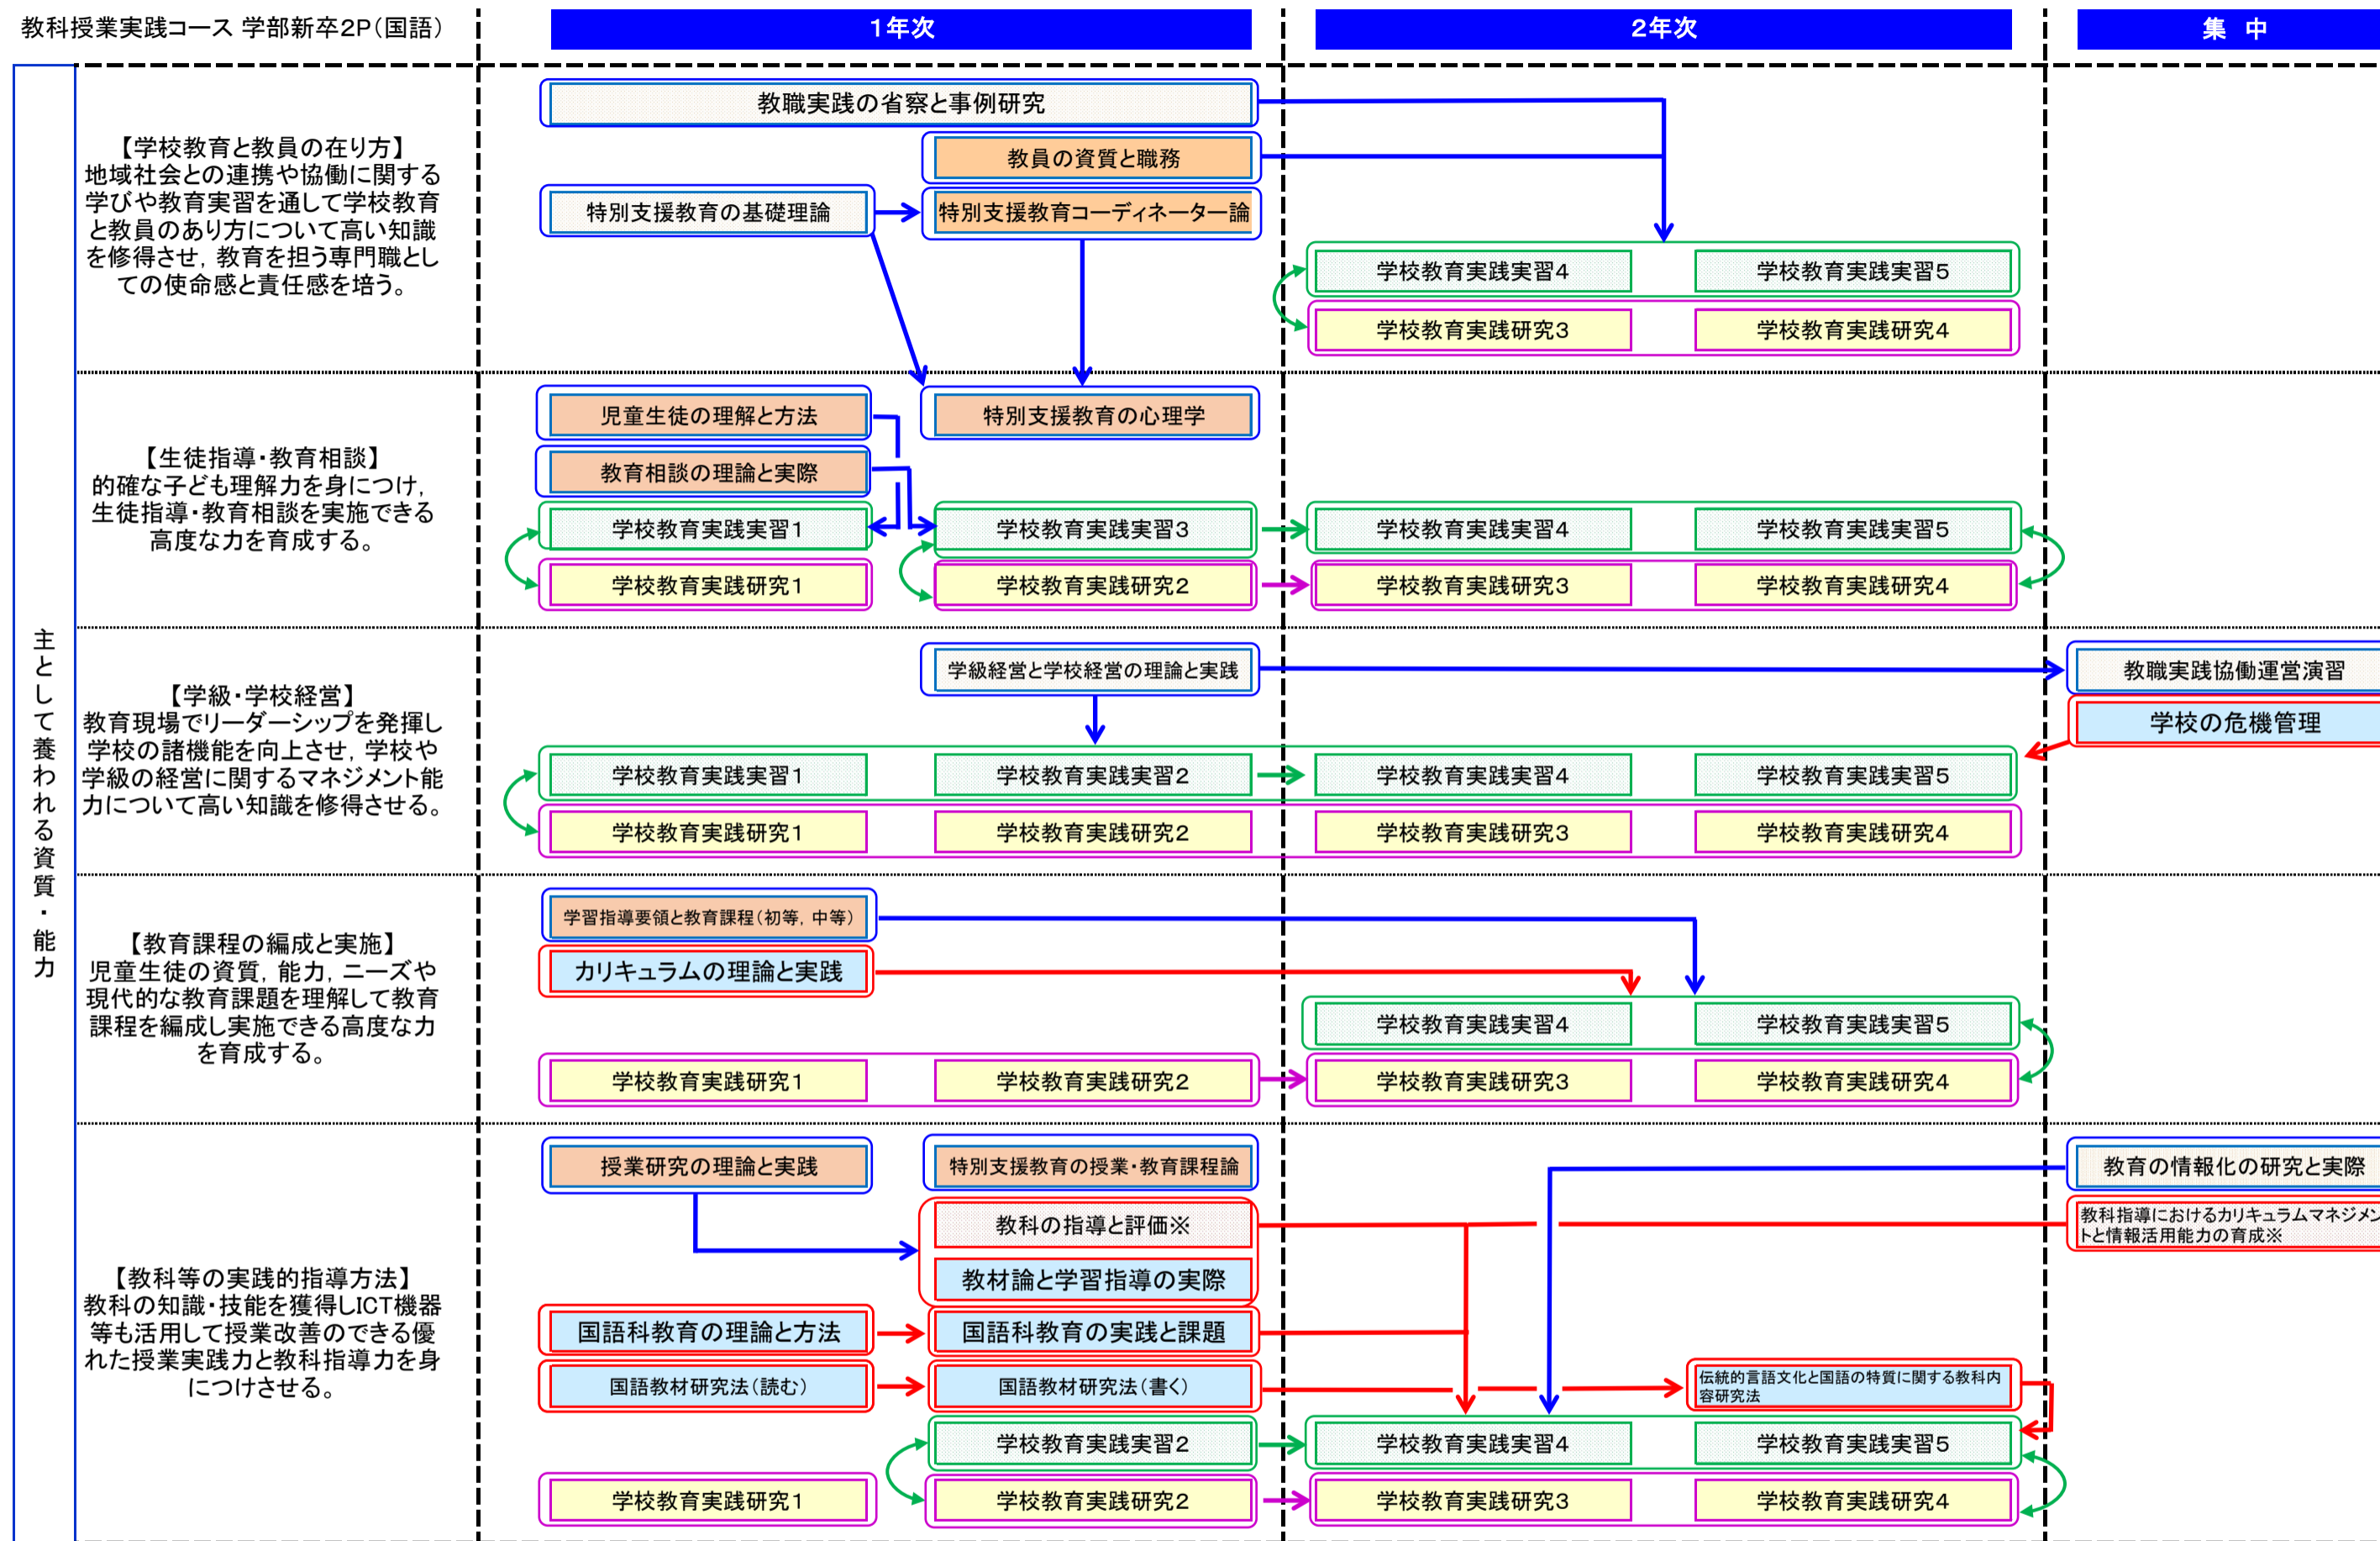 教科授業実践コース 学部新卒2P（国語）
1年次
2年次
集 中
主として養われる資質・能力
【学校教育と教員の在り方】
地域社会との連携や協働に関する
学びや教育実習を通して学校教育
と教員のあり方について高い知識
を修得させ，教育を担う専門職とし
ての使命感と責任感を培う。
教職実践の省察と事例研究
教員の資質と職務
特別支援教育の基礎理論
特別支援教育コーディネーター論
学校教育実践実習4
学校教育実践実習5
学校教育実践研究3
学校教育実践研究4
【生徒指導・教育相談】
的確な子ども理解力を身につけ，
生徒指導・教育相談を実施できる
高度な力を育成する。
児童生徒の理解と方法
特別支援教育の心理学
教育相談の理論と実際
学校教育実践実習1
学校教育実践実習3
学校教育実践実習4
学校教育実践実習5
学校教育実践研究1
学校教育実践研究2
学校教育実践研究3
学校教育実践研究4
【学級・学校経営】
教育現場でリーダーシップを発揮し
学校の諸機能を向上させ，学校や
学級の経営に関するマネジメント能
力について高い知識を修得させる。
学級経営と学校経営の理論と実践
教職実践協働運営演習
学校の危機管理
学校教育実践実習1
学校教育実践実習2
学校教育実践実習4
学校教育実践実習5
学校教育実践研究1
学校教育実践研究2
学校教育実践研究3
学校教育実践研究4
【教育課程の編成と実施】
児童生徒の資質，能力，ニーズや
現代的な教育課題を理解して教育
課程を編成し実施できる高度な力
を育成する。
学習指導要領と教育課程（初等，中等）
カリキュラムの理論と実践
学校教育実践実習4
学校教育実践実習5
学校教育実践研究1
学校教育実践研究2
学校教育実践研究3
学校教育実践研究4
【教科等の実践的指導方法】
教科の知識・技能を獲得しICT機器
等も活用して授業改善のできる優
れた授業実践力と教科指導力を身
につけさせる。
授業研究の理論と実践
特別支援教育の授業・教育課程論
教育の情報化の研究と実際
教科の指導と評価※
教科指導におけるカリキュラムマネジメン
トと情報活用能力の育成※
教材論と学習指導の実際
国語科教育の理論と方法
国語科教育の実践と課題
国語教材研究法（読む）
国語教材研究法（書く）
伝統的言語文化と国語の特質に関する教科内
容研究法
学校教育実践実習2
学校教育実践実習4
学校教育実践実習5
学校教育実践研究1
学校教育実践研究2
学校教育実践研究3
学校教育実践研究4